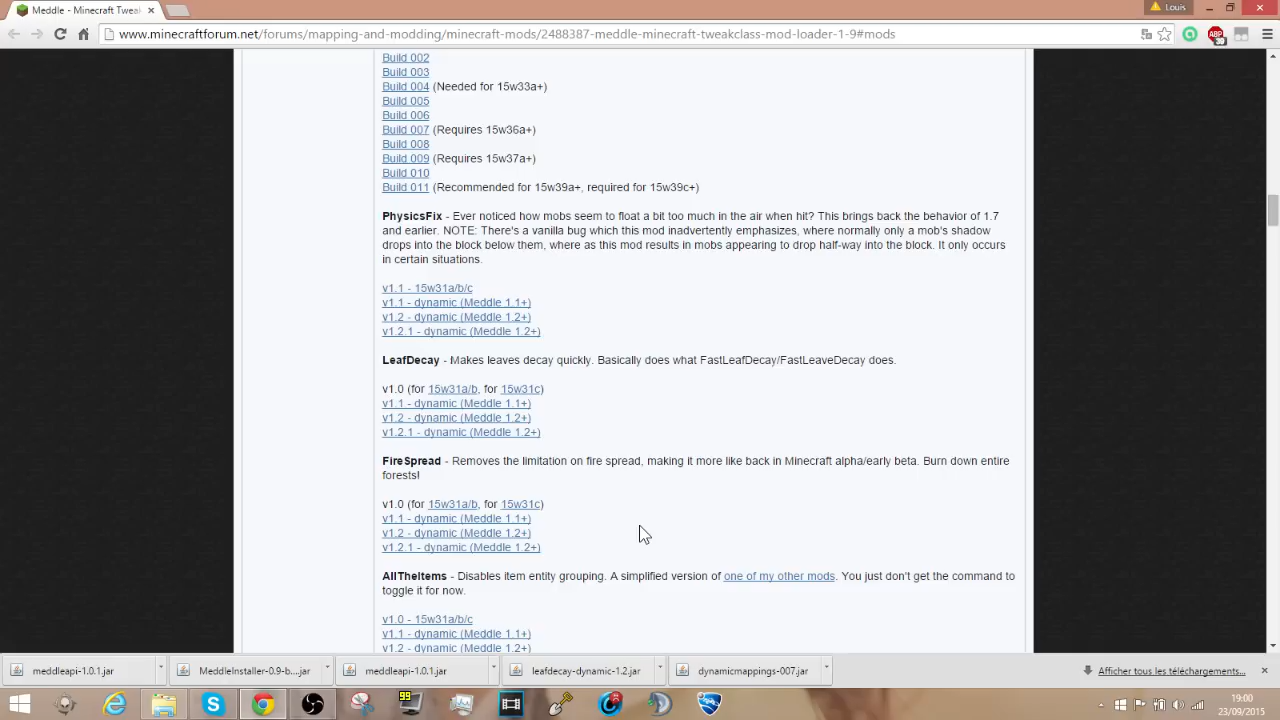 Meddle - Minecraft Tweak
Louis
www.minecraftforum.net/forums/mapping-and-modding/minecraft-mods/2488387-meddle-minecraft-tweakclass-mod-loader-1-9#mods
ABP
39
Build 002
Build 003
Build 004 (Needed for 15w33a+)
Build 005
Build 006
Build 007 (Requires 15w36a+)
Build 008
Build 009 (Requires 15w37a+)
Build 010
Build 011 (Recommended for 15w39a+, required for 15w39c+)
PhysicsFix - Ever noticed how mobs seem to float a bit too much in the air when hit? This brings back the behavior of 1.7
and earlier. NOTE: There's a vanilla bug which this mod inadvertently emphasizes, where normally only a mob's shadow
drops into the block below them, where as this mod results in mobs appearing to drop half-way into the block. It only occurs
in certain situations.
v1.1 - 15w31a/b/c
v1.1 - dynamic (Meddle 1.1+)
v1.2 - dynamic (Meddle 1.2+)
v1.2.1 - dynamic (Meddle 1.2+)
LeafDecay - Makes leaves decay quickly. Basically does what FastLeafDecay/FastLeaveDecay does.
v1.0 (for 15w31a/b, for 15w31c)
v1.1 - dynamic (Meddle 1.1+)
v1.2 - dynamic (Meddle 1.2+)
v1.2.1 - dynamic (Meddle 1.2+)
FireSpread - Removes the limitation on fire spread, making it more like back in Minecraft alpha/early beta. Burn down entire
forests!
v1.0 (for 15w31a/b, for 15w31c)
v1.1 - dynamic (Meddle 1.1+)
v1.2 - dynamic (Meddle 1.2+)
v1.2.1 - dynamic (Meddle 1.2+)
AllTheItems - Disables item entity grouping. A simplified version of one of my other mods. You just don't get the command to
toggle it for now.
v1.0 - 15w31a/b/c
v1.1 - dynamic (Meddle 1.1+)
v1.2 - dynamic (Meddle 1.2+)
meddleapi-1.0.1.jar
MeddleInstaller-0.9-b....jar
meddleapi-1.0.1.jar
leafdecay-dynamic-1.2.jar
dynamicmappings-007.jar
Afficher tous les téléchargements...
99
19:00
23/09/2015